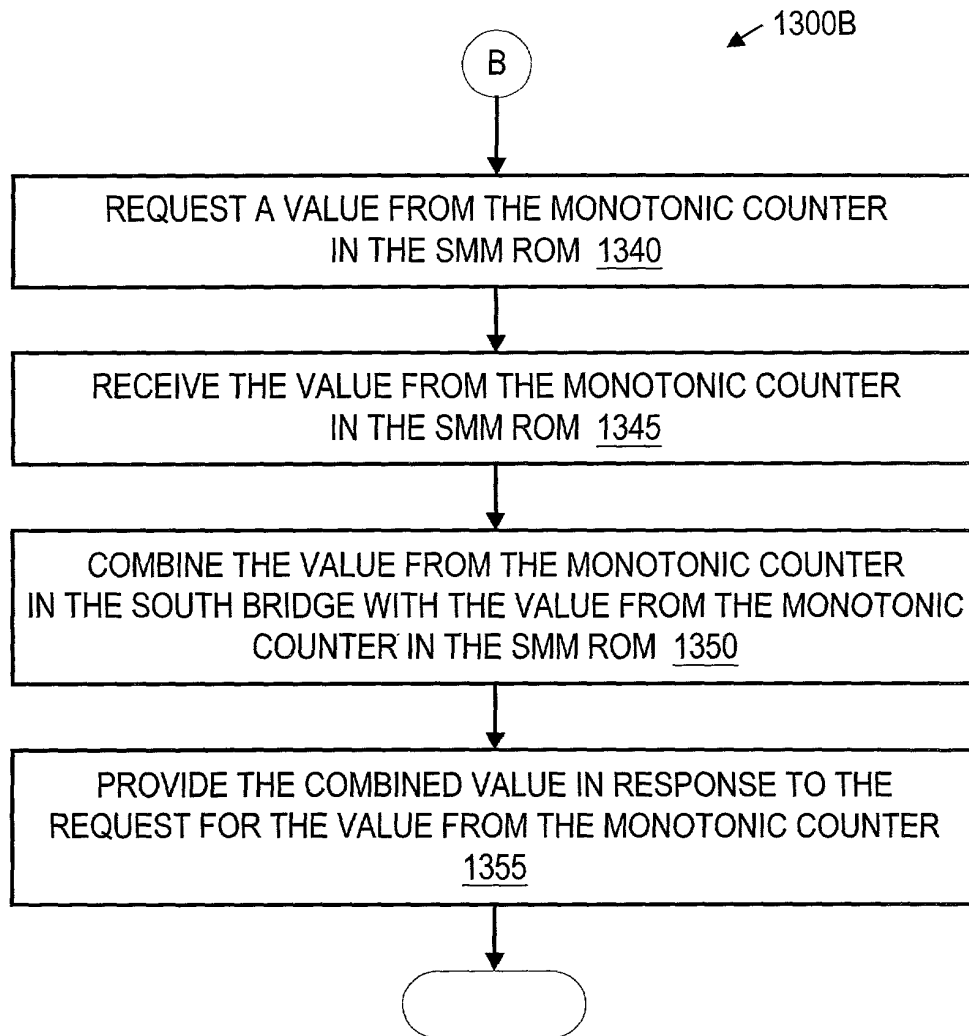 1300B
B
REQUEST A VALUE FROM THE MONOTONIC COUNTER
IN THE SMM ROM 1340
RECEIVE THE VALUE FROM THE MONOTONIC COUNTER
IN THE SMM ROM 1345
COMBINE THE VALUE FROM THE MONOTONIC COUNTER
IN THE SOUTH BRIDGE WITH THE VALUE FROM THE MONOTONIC
COUNTER IN THE SMM ROM 1350
PROVIDE THE COMBINED VALUE IN RESPONSE TO THE
REQUEST FOR THE VALUE FROM THE MONOTONIC COUNTER
1355